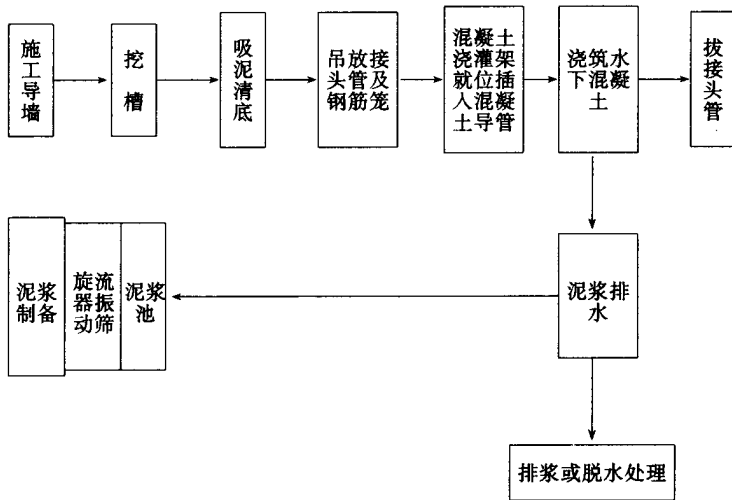 施
工
导
墙
挖
槽
吸
泥
清
底
吊放接
头管及
钢筋笼
混凝土
浇灌架
就位插
入混凝
土导管
浇筑水
下混凝
土
拔
接
头
管
泥浆
制备
旋流
器振
动筛
泥浆
池
泥浆排
水
排浆或脱水处理